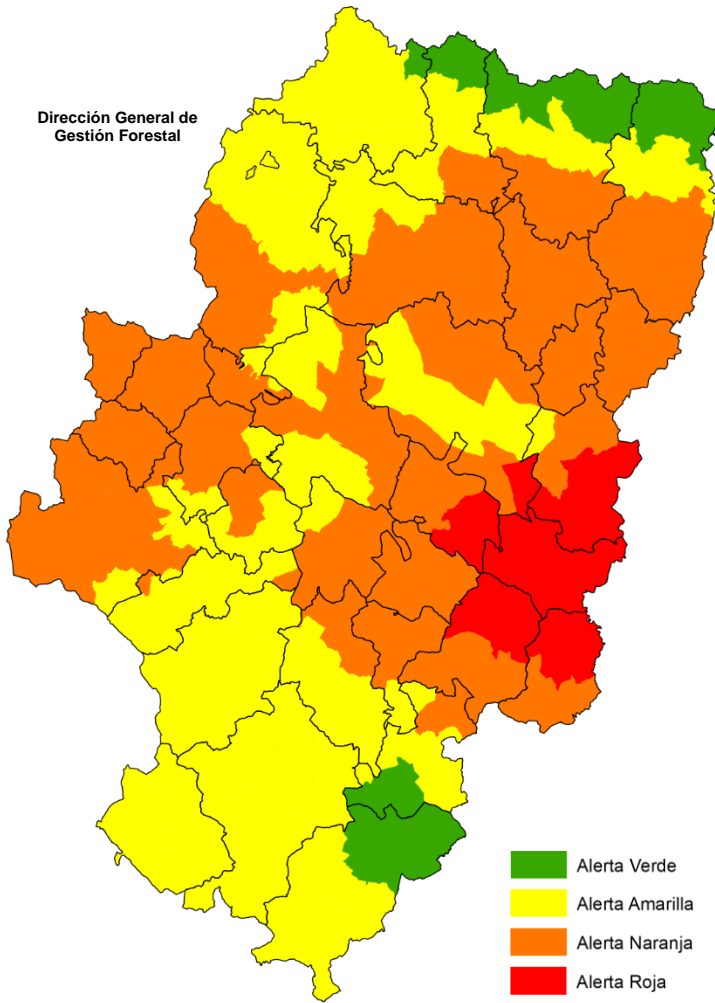 Dirección General de
Gestión Forestal
Alerta Verde
Alerta Amarilla
Alerta Naranja
Alerta Roja